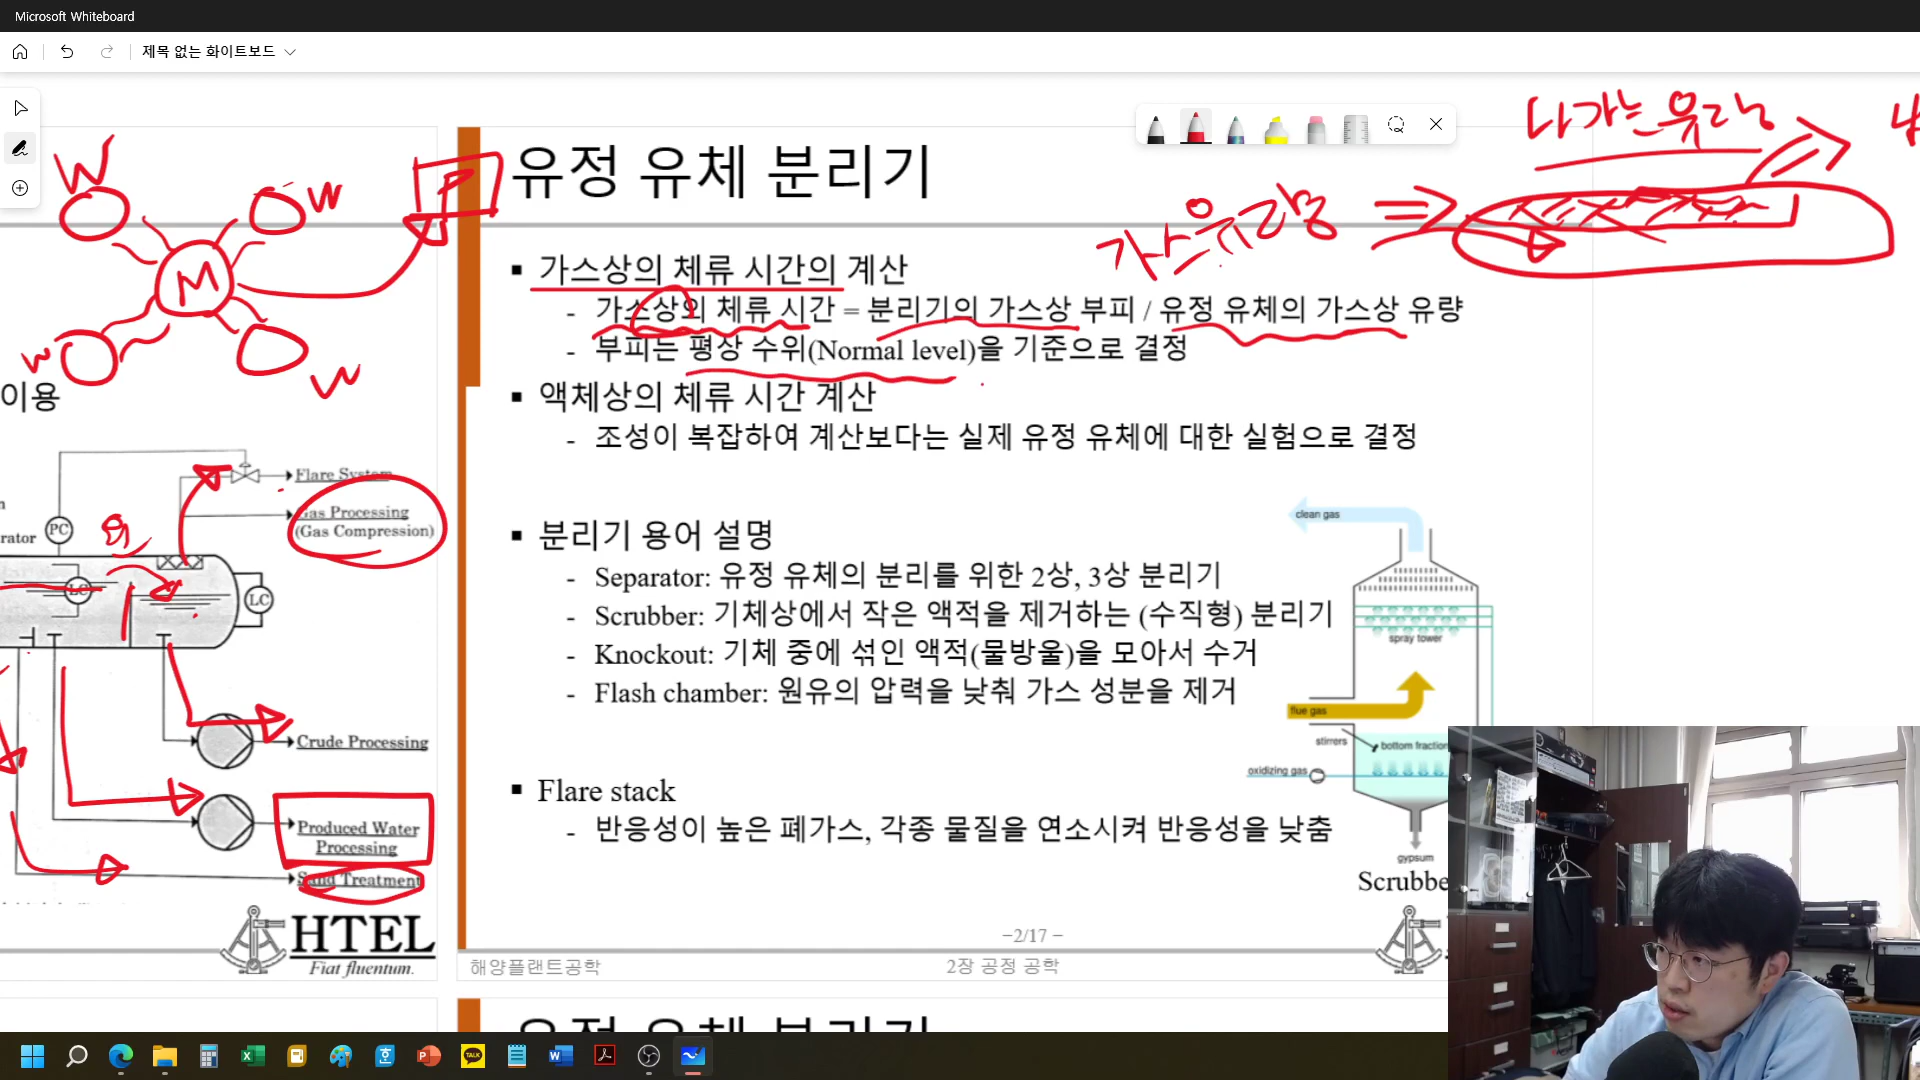 Microsoft Whiteboard
제목 없는 화이트보드
나가는 유량
가스유량
W
W
M
W
W
P
이용
Flare System
Gas Processing
(Gas Compression)
PC
rator
LC
LC
Crude Processing
Produced Water
Processing
Sand Treatment
HTEL
Fiat fluentum.
유정 유체 분리기
▪ 가스상의 체류 시간의 계산
- 가스상의 체류 시간 = 분리기의 가스상 부피 / 유정 유체의 가스상 유량
- 부피는 평상 수위(Normal level)을 기준으로 결정
▪ 액체상의 체류 시간 계산
- 조성이 복잡하여 계산보다는 실제 유정 유체에 대한 실험으로 결정
▪ 분리기 용어 설명
- Separator: 유정 유체의 분리를 위한 2상, 3상 분리기
- Scrubber: 기체상에서 작은 액적을 제거하는 (수직형) 분리기
- Knockout: 기체 중에 섞인 액적(물방울)을 모아서 수거
- Flash chamber: 원유의 압력을 낮춰 가스 성분을 제거
▪ Flare stack
- 반응성이 높은 폐가스, 각종 물질을 연소시켜 반응성을 낮춤
clean gas
spray tower
flue gas
stirrers
bottom fraction
oxidizing gas
gypsum
Scrubbe
–2/17 –
해양플랜트공학
2장 공정 공학
TALK